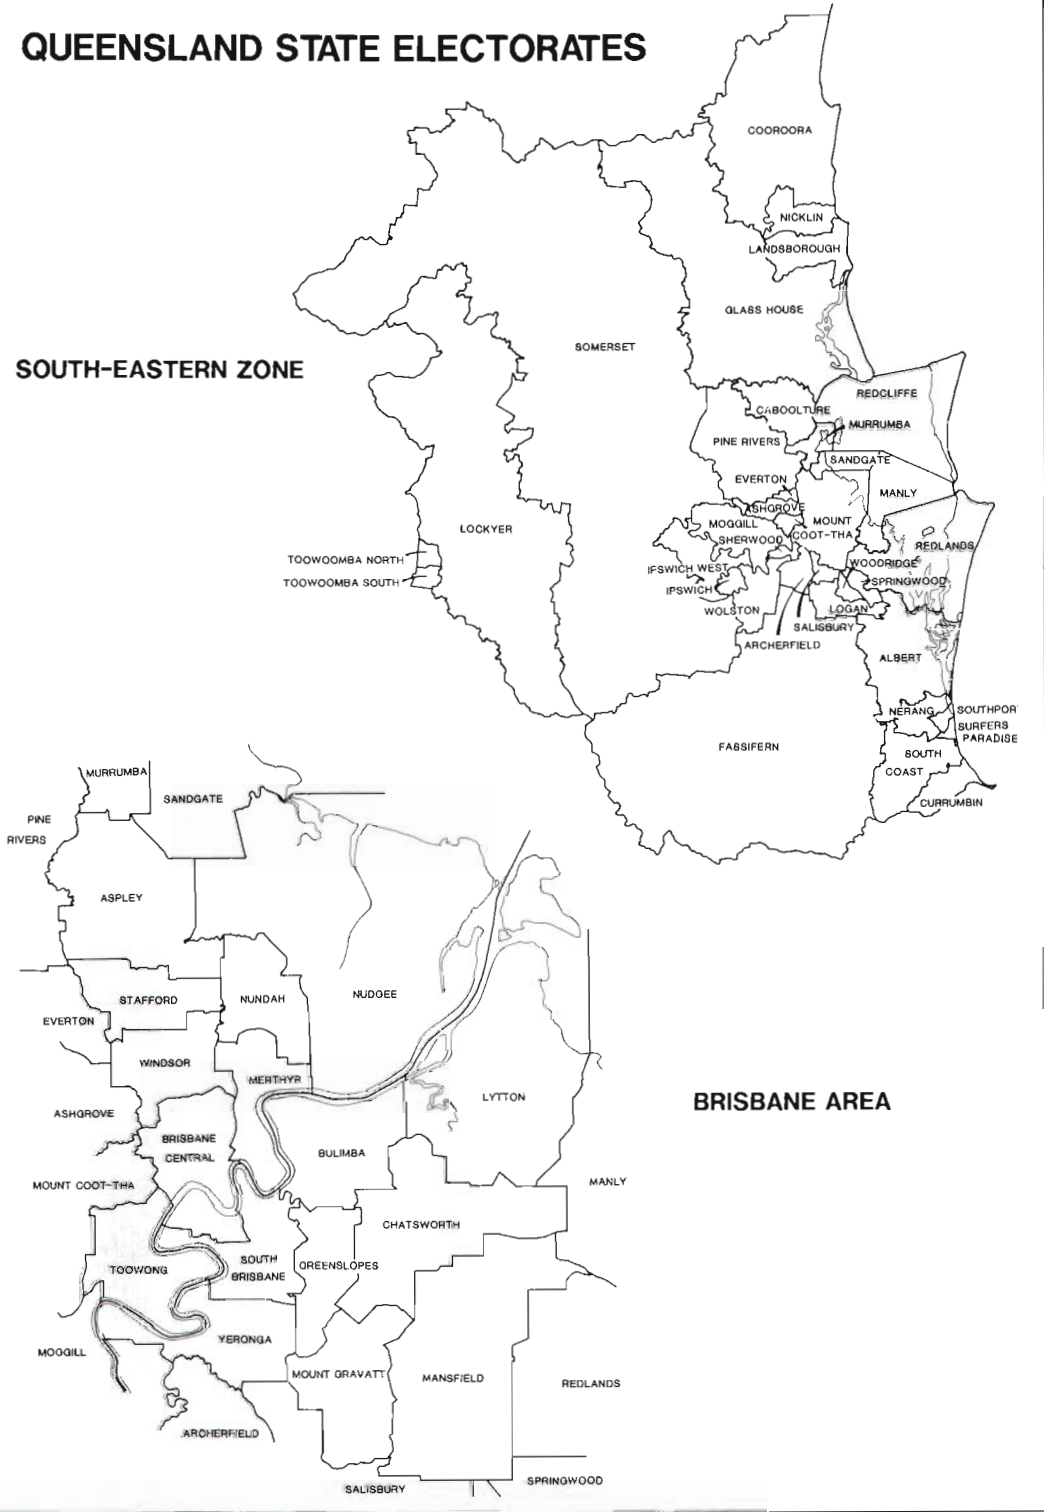 QUEENSLAND STATE ELECTORATES
COOROORA
NICKLIN
LANDSBOROUGH
GLASS HOUSE
SOMERSET
SOUTH-EASTERN ZONE
REDCLIFFE
CABOOLTURE
MURRUMBA
PINE RIVERS
SANDGATE
EVERTON
MANLY
ASHGROVE
MOGGILL
MOUNT
COOT-THA
LOCKYER
SHERWOOD
REDLANDS
TOOWOOMBA NORTH
WOODRIDGE
IPSWICH WEST
TOOWOOMBA SOUTH
SPRINGWOOD
IPSWICH
WOLSTON
LOGAN
SALISBURY
ARCHERFIELD
ALBERT
NERANG
SOUTHPOR
SURFERS
PARADISE
FASSIFERN
SOUTH
COAST
CURRUMBIN
MURRUMBA
SANDGATE
PINE
RIVERS
ASPLEY
STAFFORD
NUNDAH
NUDGEE
EVERTON
WINDSOR
MERTHYR
LYTTON
BRISBANE AREA
ASHGROVE
BRISBANE
CENTRAL
BULIMBA
MOUNT COOT-THA
MANLY
CHATSWORTH
TOOWONG
SOUTH
BRISBANE
GREENSLOPES
YERONGA
MOGGILL
MOUNT GRAVATT
MANSFIELD
REDLANDS
ARCHERFIELD
SALISBURY
SPRINGWOOD